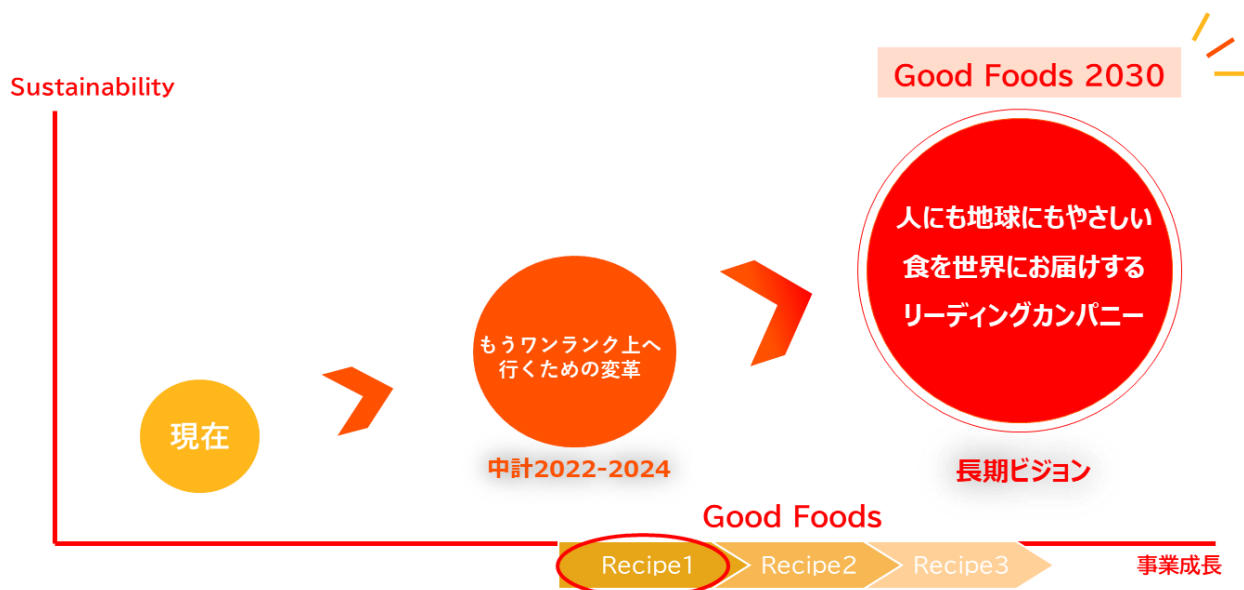 Good Foods 2030
Sustainability
人にも地球にもやさしい
食を世界にお届けする
リーディングカンパニー
もうワンランク上へ
行くための変革
現在
中計2022-2024
長期ビジョン
Good Foods
Recipe1
Recipe2
Recipe3
事業成長